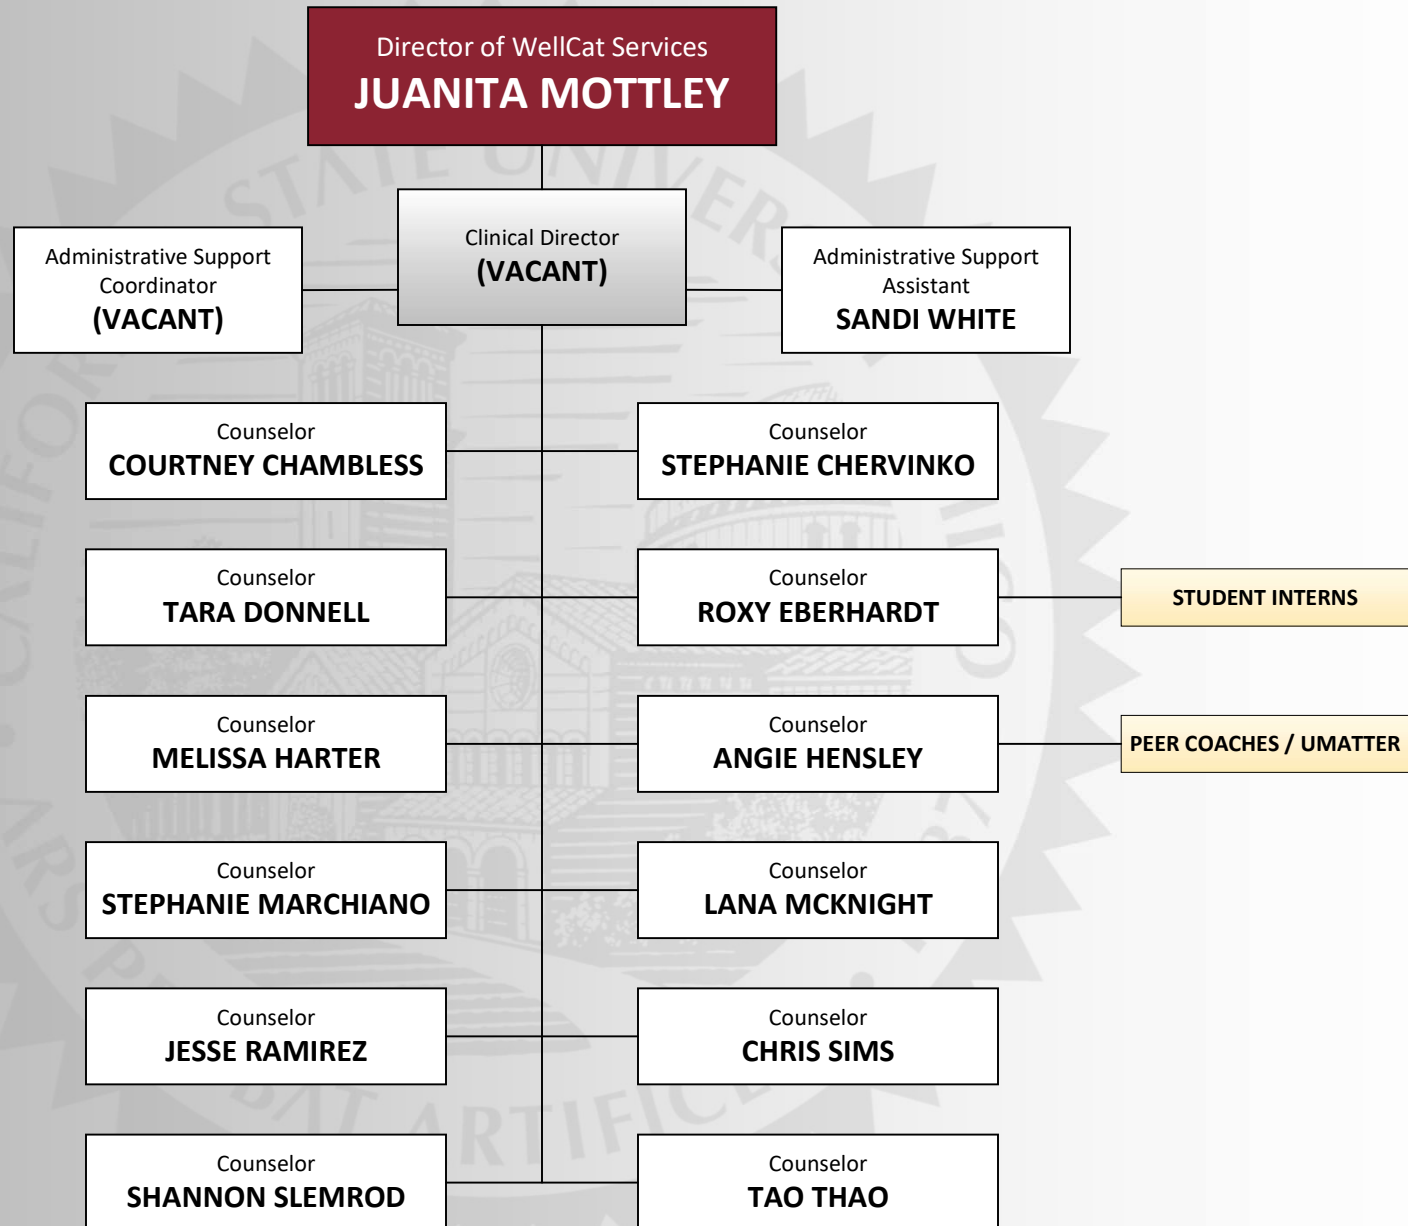 Director of WellCat Services
JUANITA MOTTLEY
Clinical Director
(VACANT)
Administrative Support
Coordinator
(VACANT)
Administrative Support
Assistant
SANDI WHITE
Counselor
COURTNEY CHAMBLESS
Counselor
STEPHANIE CHERVINKO
Counselor
TARA DONNELL
Counselor
ROXY EBERHARDT
STUDENT INTERNS
Counselor
MELISSA HARTER
Counselor
ANGIE HENSLEY
PEER COACHES / UMATTER
Counselor
STEPHANIE MARCHIANO
Counselor
LANA MCKNIGHT
Counselor
JESSE RAMIREZ
Counselor
CHRIS SIMS
Counselor
SHANNON SLEMROD
Counselor
TAO THAO
STATE